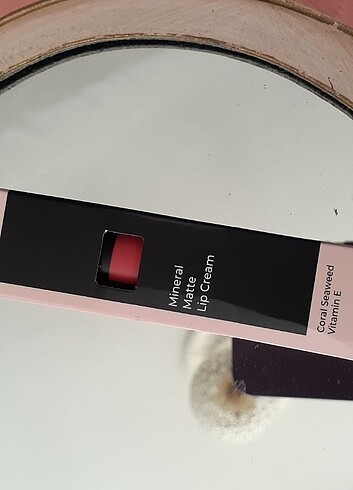 Mineral
Matte
Lip Cream
Coral Seaweed
Vitamin E